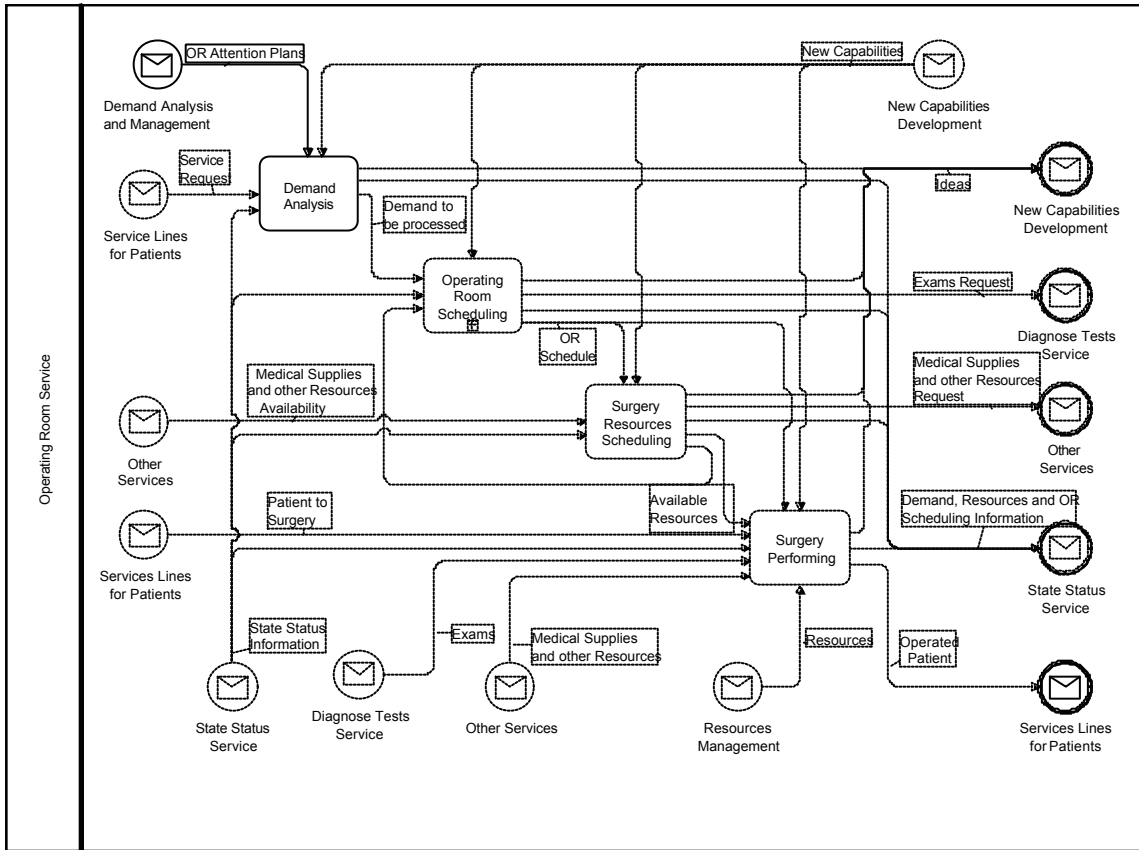 Operating Room Service
OR Attention Plans
New Capabilities
Demand Analysis
and Management
New Capabilities
Development
Service
Request
Demand
Analysis
Ideas
Service Lines
for Patients
Demand to
be processed
New Capabilities
Development
Operating
Room
Scheduling
Exams Request
OR
Schedule
Diagnose Tests
Service
Medical Supplies
and other Resources
Availability
Medical Supplies
and other Resources
Request
Surgery
Resources
Scheduling
Other
Services
Other
Services
Patient to
Surgery
Available
Resources
Demand, Resources and OR
Scheduling Information
Surgery
Performing
Services Lines
for Patients
State Status
Service
State Status
Information
Exams
Medical Supplies
and other Resources
Resources
Operated
Patient
State Status
Service
Diagnose Tests
Service
Other Services
Resources
Management
Services Lines
for Patients